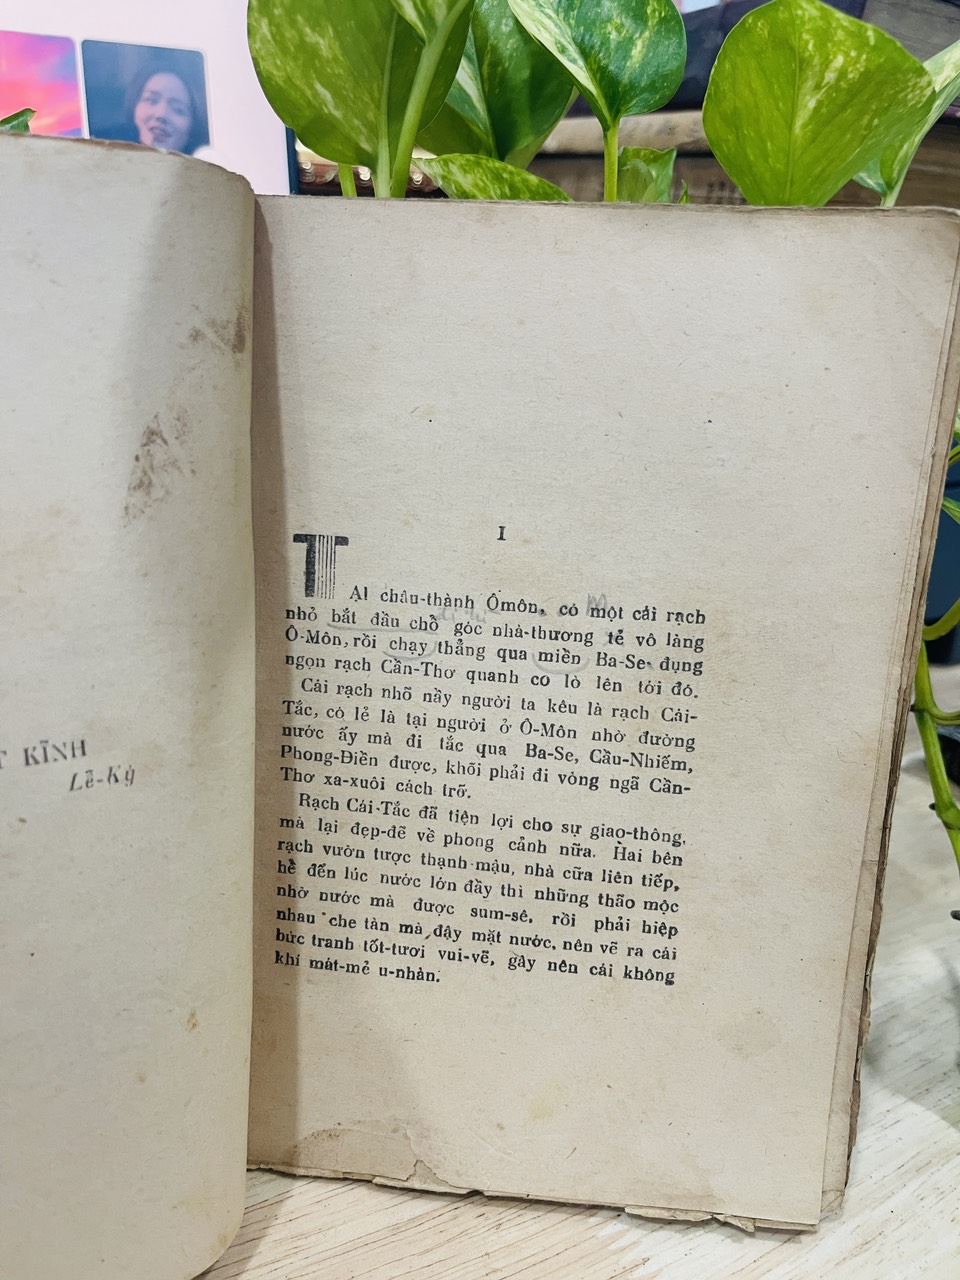 T KĨNH
Lê-Kỳ
I
TẠI châu-thành Ômôn, có một cái rạch
nhỏ bắt đầu chỗ góc nhà-thương tẻ vô làng
Ô-Môn, rồi chạy thẳng qua miền Ba-Se đụng
ngọn rạch Cần-Thơ quanh co lò lên tới đó.
Cái rạch nhỏ nầy người ta kêu là rạch Cái-
Tắc, có lẻ là tại người ở Ô-Môn nhờ đường
nước ấy mà đi tắc qua Ba-Se, Cầu-Nhiếm,
Phong-Điền được, khỏi phải đi vòng ngã Cần-
Thơ xa-xuôi cách trở.
Rạch Cái-Tắc đã tiện lợi cho sự giao-thông,
mà lại đẹp-đẽ về phong cảnh nữa. Hai bên
rạch vườn tược thạnh-mậu, nhà cữa liên tiếp,
hể đến lúc nước lớn đầy thì những thão mộc
nhờ nước mà được sum-sê, rồi phải hiệp
nhau che tàn mà đậy mặt nước, nên vẽ ra cái
bức tranh tốt-tươi vui-vẽ, gây nên cái không
khí mát-mẻ u-nhàn.